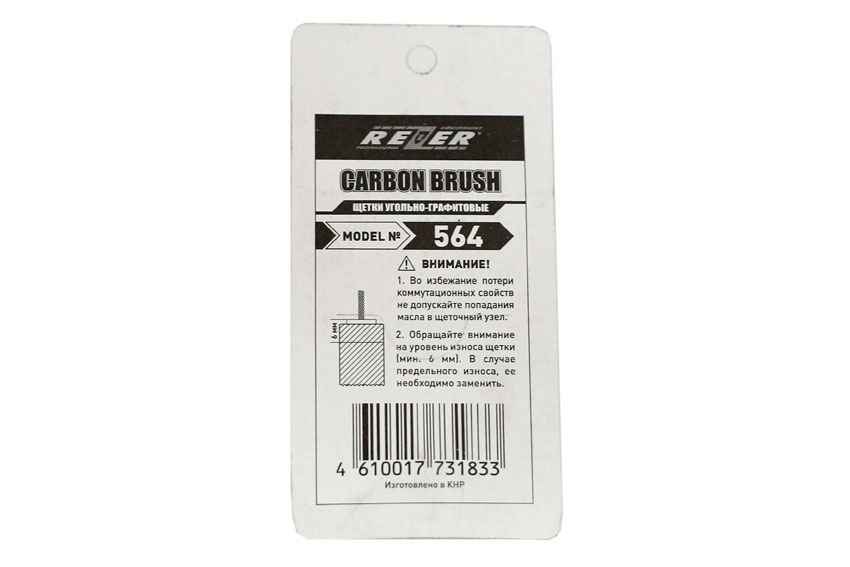 EQUIPMENT
REZER®
PROFESSIONAL
CARBON BRUSH
ЩЕТКИ УГОЛЬНО-ГРАФИТОВЫЕ
MODEL № 564
ВНИМАНИЕ!
1. Во избежание потери
коммутационных свойств
не допускайте попадания
масла в щеточный узел.
6 мм
2. Обращайте внимание
на уровень износа щетки
(мин. 6 мм). В случае
предельного износа, ее
необходимо заменить.
4 610017 731833
Изготовлено в КНР